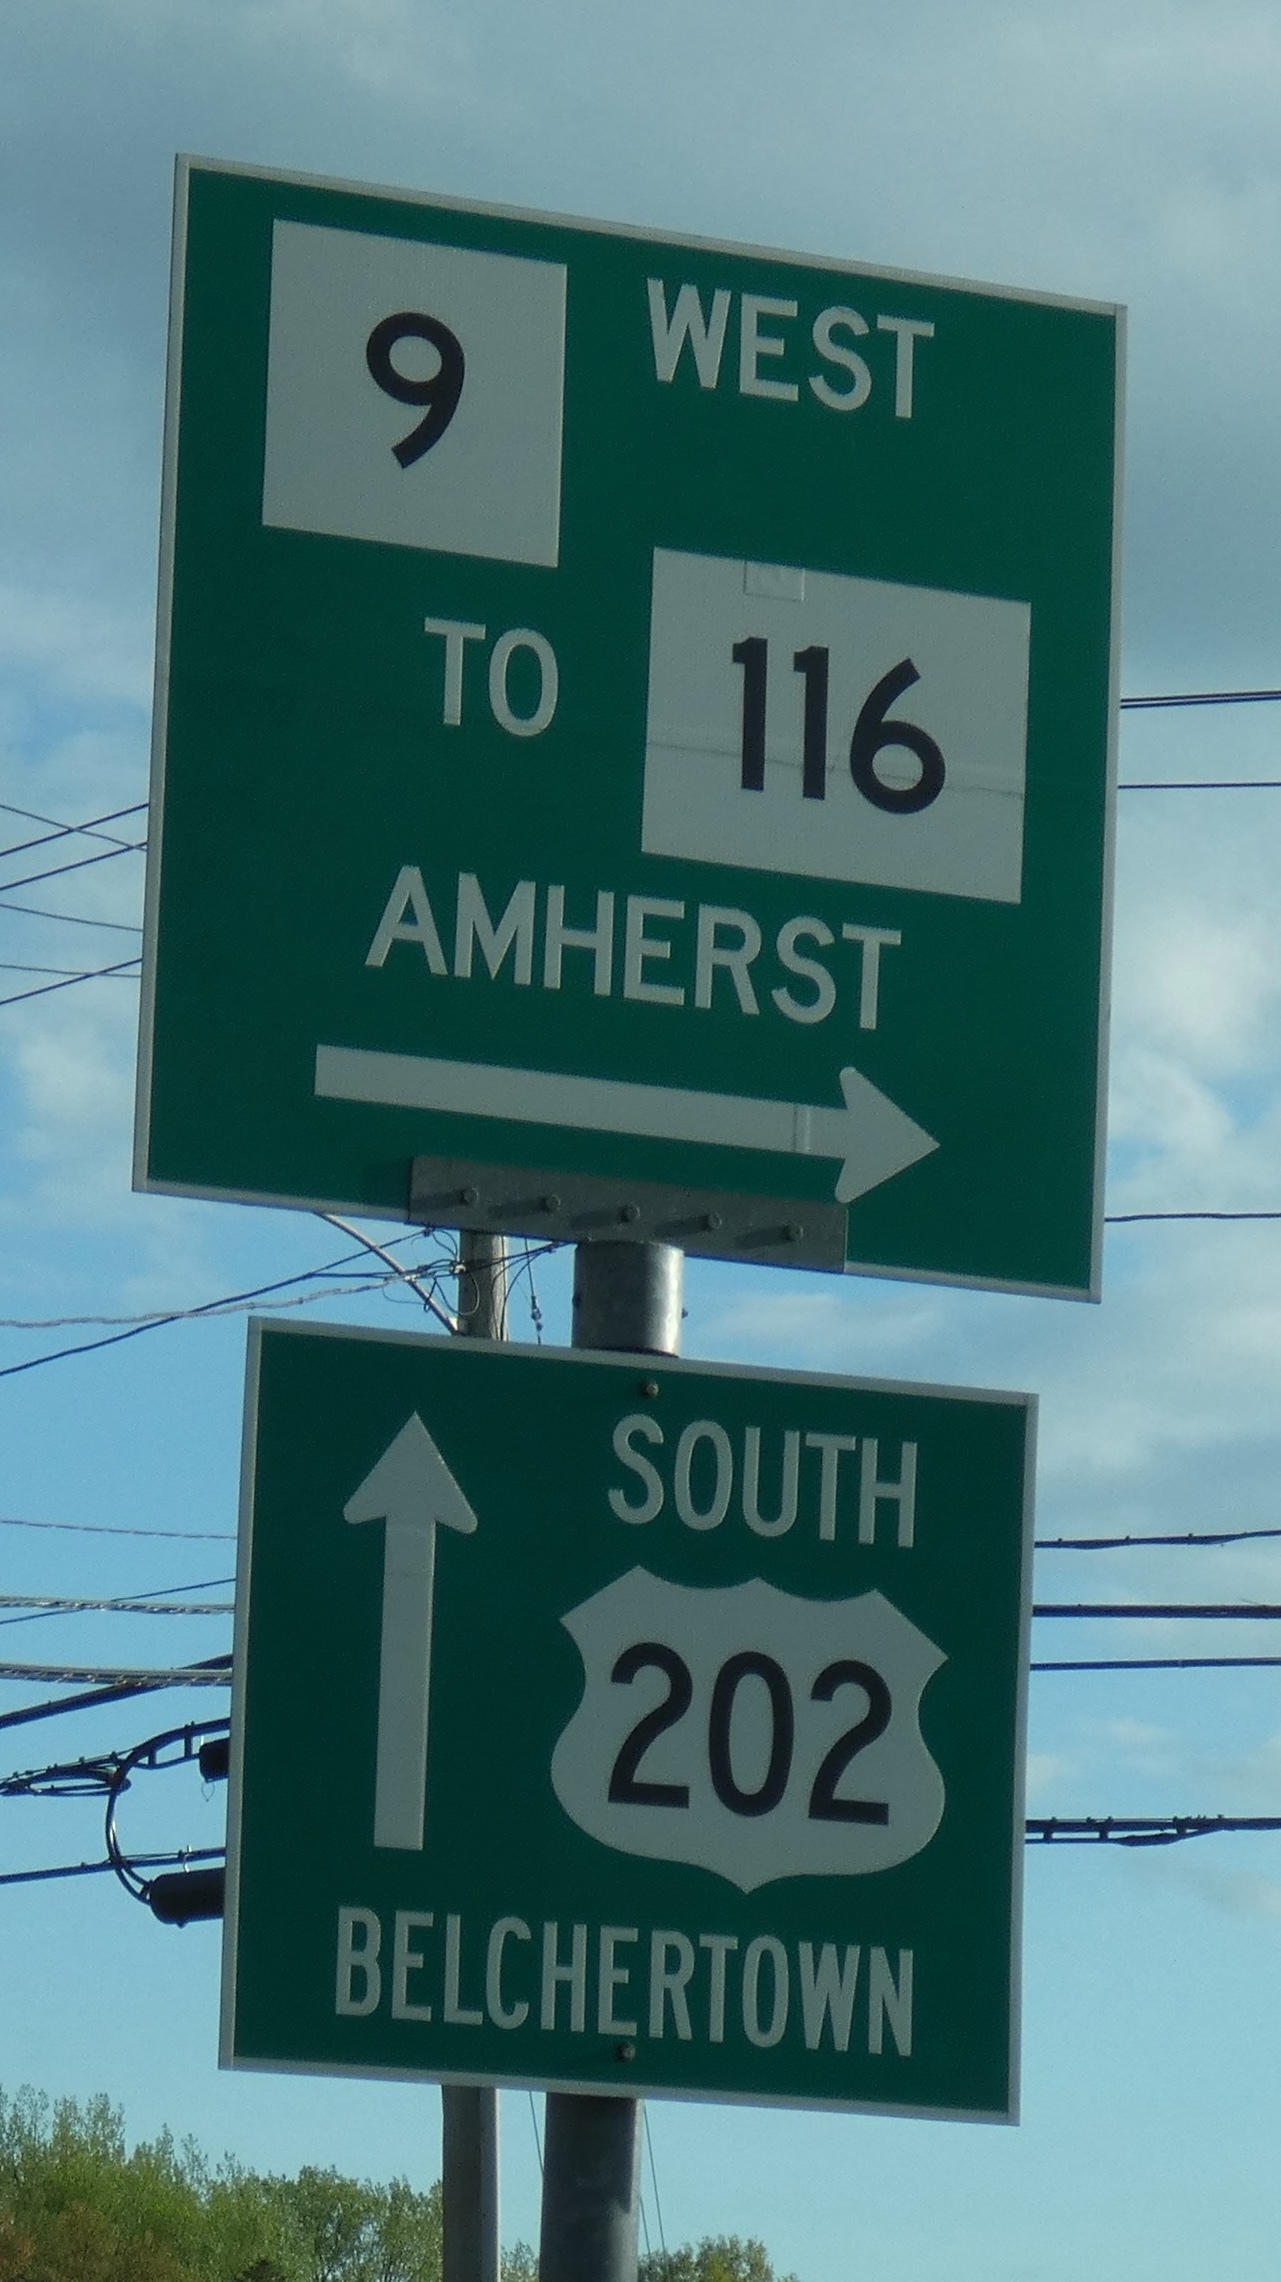 9 WEST
TO 116
AMHERST
SOUTH
202
BELCHERTOWN